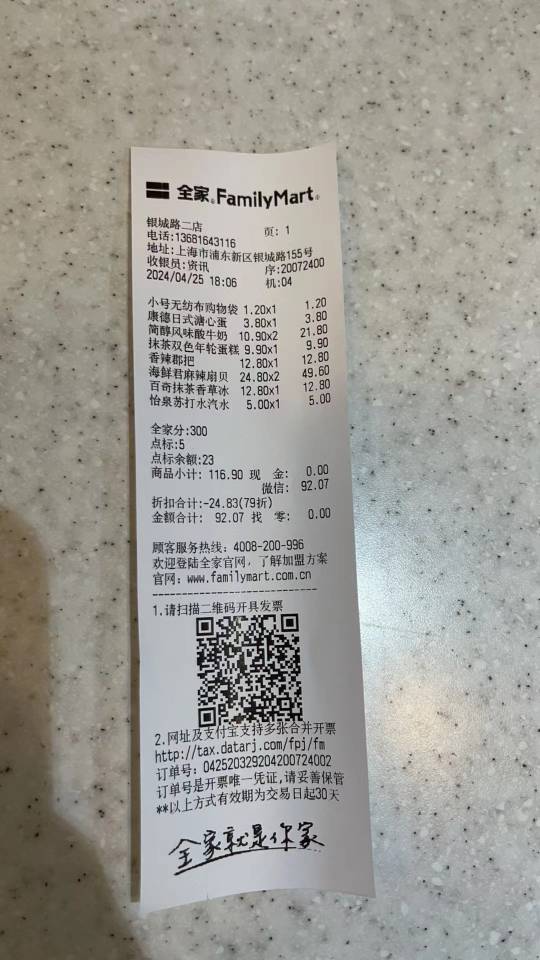 全家 FamilyMart
银城路二店 页: 1
电话:13681643116
地址:上海市浦东新区银城路155号
收银员:资讯 序:20072400
2024/04/25 18:06 机:04
小号无纺布购物袋 1.20x1 1.20
康德日式溏心蛋 3.80x1 3.80
简醇风味酸牛奶 10.90x2 21.80
抹茶双色年轮蛋糕 9.90x1 9.90
香辣郡把 12.80x1 12.80
海鲜君麻辣扇贝 24.80x2 49.60
百奇抹茶香草冰 12.80x1 12.80
怡泉苏打水汽水 5.00x1 5.00
全家分:300
点标:5
点标余额:23
商品小计: 116.90 现 金: 0.00
微信: 92.07
折扣合计:-24.83(79折)
金额合计: 92.07 找 零: 0.00
顾客服务热线: 4008-200-996
欢迎登陆全家官网，了解加盟方案
官网: www.familymart.com.cn
----------------------------
1.请扫描二维码开具发票
2.网址及支付宝支持多张合并开票
http://tax.datarj.com/fpj/fm
订单号: 042520329204200724002
订单号是开票唯一凭证,请妥善保管
**以上方式有效期为交易日起30天
全家就是你家